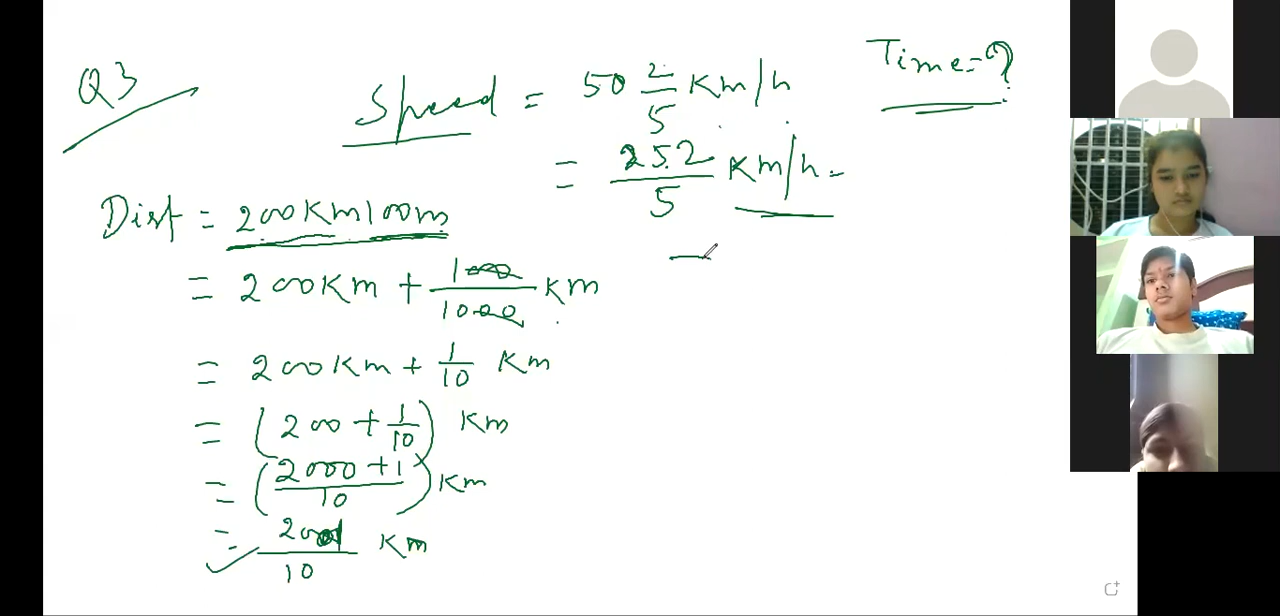 Q3
Speed = 50 2/5 Km/h
Time=?
= 252/5 Km/h
Dist = 200Km100m
= 200Km + 100/1000 Km
= 200Km + 1/10 Km
= (200 + 1/10) Km
= (2000+1/10) Km
= 2001/10 Km